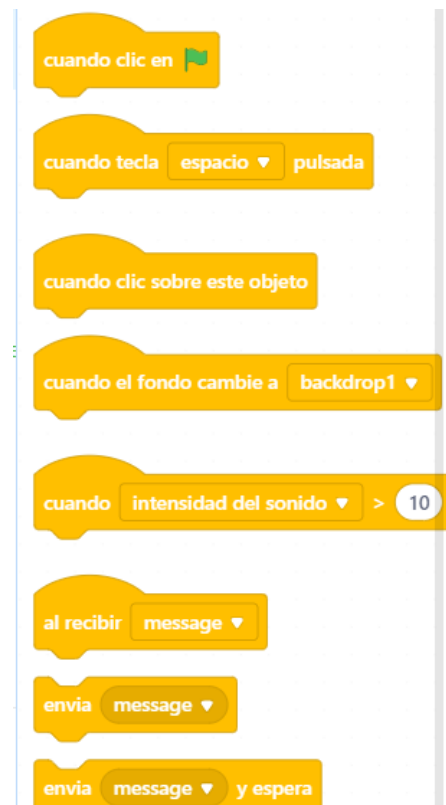 cuando clic en
cuando tecla espacio pulsada
cuando clic sobre este objeto
cuando el fondo cambie a backdrop1
cuando intensidad del sonido > 10
al recibir message
envia message
envia message y espera